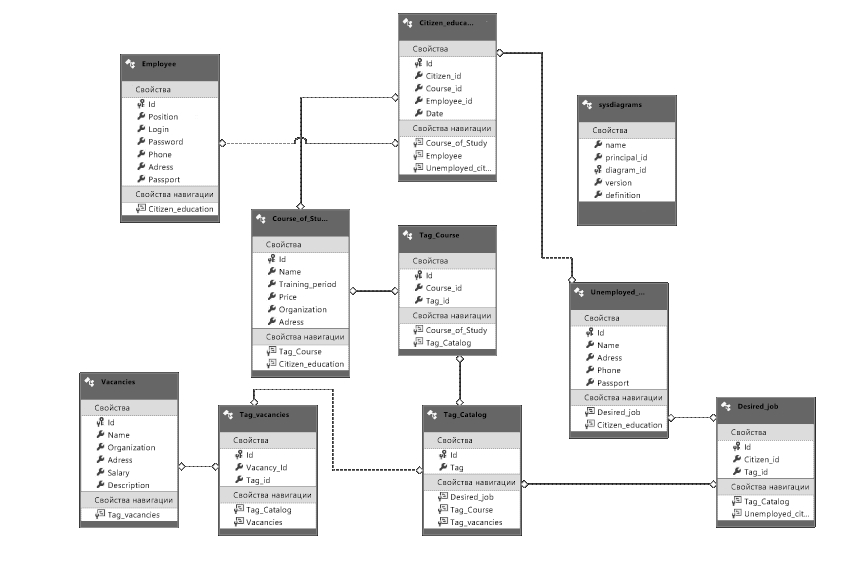 Employee
Свойства
Id
Position
Login
Password
Phone
Adress
Passport
Свойства навигации
Citizen_education
Citizen_educa...
Свойства
Id
Citizen_id
Course_id
Employee_id
Date
Свойства навигации
Course_of_Study
Employee
Unemployed_cit...
sysdiagrams
Свойства
name
principal_id
diagram_id
version
definition
Course_of_Stu...
Свойства
Id
Name
Training_period
Price
Organization
Adress
Свойства навигации
Tag_Course
Citizen_education
Tag_Course
Свойства
Id
Course_id
Tag_id
Свойства навигации
Course_of_Study
Tag_Catalog
Unemployed_...
Свойства
Id
Name
Adress
Phone
Passport
Свойства навигации
Desired_job
Citizen_education
Vacancies
Свойства
Id
Name
Organization
Adress
Salary
Description
Свойства навигации
Tag_vacancies
Tag_vacancies
Свойства
Id
Vacancy_Id
Tag_id
Свойства навигации
Tag_Catalog
Vacancies
Tag_Catalog
Свойства
Id
Tag
Свойства навигации
Desired_job
Tag_Course
Tag_vacancies
Desired_job
Свойства
Id
Citizen_id
Tag_id
Свойства навигации
Tag_Catalog
Unemployed_cit...